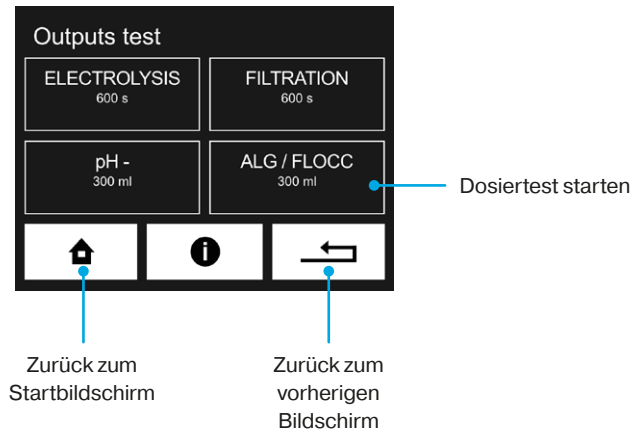 Outputs test
ELECTROLYSIS
600 s
FILTRATION
600 s
pH -
300 ml
ALG / FLOCC
300 ml
Dosiertest starten
Zurück zum
Startbildschirm
Zurück zum
vorherigen
Bildschirm